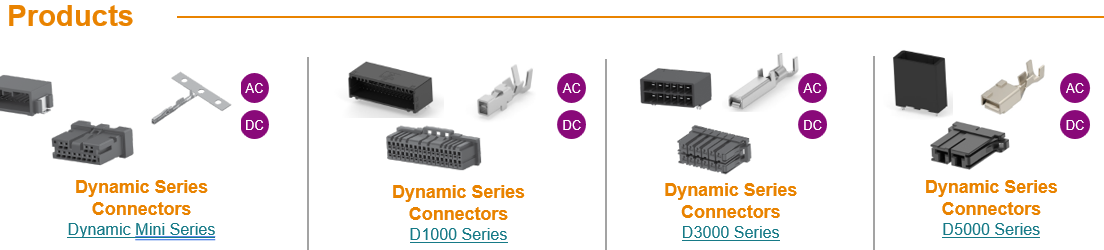 Products
AC
DC
Dynamic Series
Connectors
Dynamic Mini Series
AC
DC
Dynamic Series
Connectors
D1000 Series
AC
DC
Dynamic Series
Connectors
D3000 Series
AC
DC
Dynamic Series
Connectors
D5000 Series